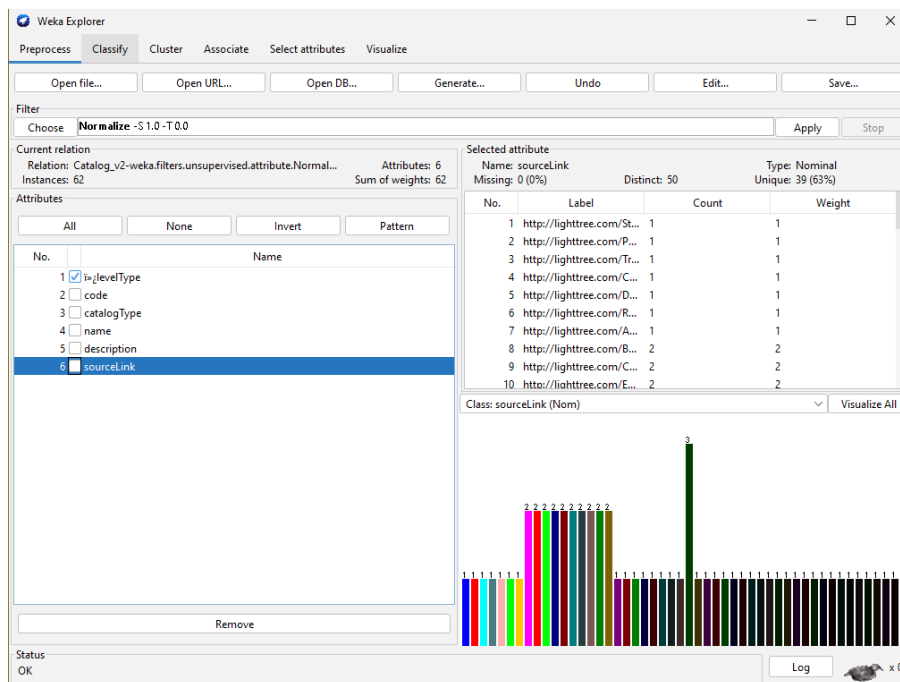 Weka Explorer
Preprocess Classify Cluster Associate Select attributes Visualize
Open file... Open URL... Open DB... Generate... Undo Edit... Save...
Filter
Choose Normalize -S 1.0 -T 0.0 Apply Stop
Current relation
Relation: Catalog_v2-weka.filters.unsupervised.attribute.Normal... Attributes: 6
Instances: 62 Sum of weights: 62
Attributes
All None Invert Pattern
No. Name
1 ï»¿levelType
2 code
3 catalogType
4 name
5 description
6 sourceLink
Remove
Selected attribute
Name: sourceLink Type: Nominal
Missing: 0 (0%) Distinct: 50 Unique: 39 (63%)
No. Label Count Weight
1 http://lighttree.com/St... 1 1
2 http://lighttree.com/P... 1 1
3 http://lighttree.com/Tr... 1 1
4 http://lighttree.com/C... 1 1
5 http://lighttree.com/D... 1 1
6 http://lighttree.com/R... 1 1
7 http://lighttree.com/A... 1 1
8 http://lighttree.com/B... 2 2
9 http://lighttree.com/C... 2 2
10 http://lighttree.com/E... 2 2
Class: sourceLink (Nom) Visualize All
3
2 2 2 2 2 2 2 2 2 2
1 1 1 1 1 1 1 1 1 1 1 1 1 1 1 1 1 1 1 1 1 1 1 1 1 1 1 1 1 1 1 1 1 1 1 1 1 1 1
Status
OK
Log x 0